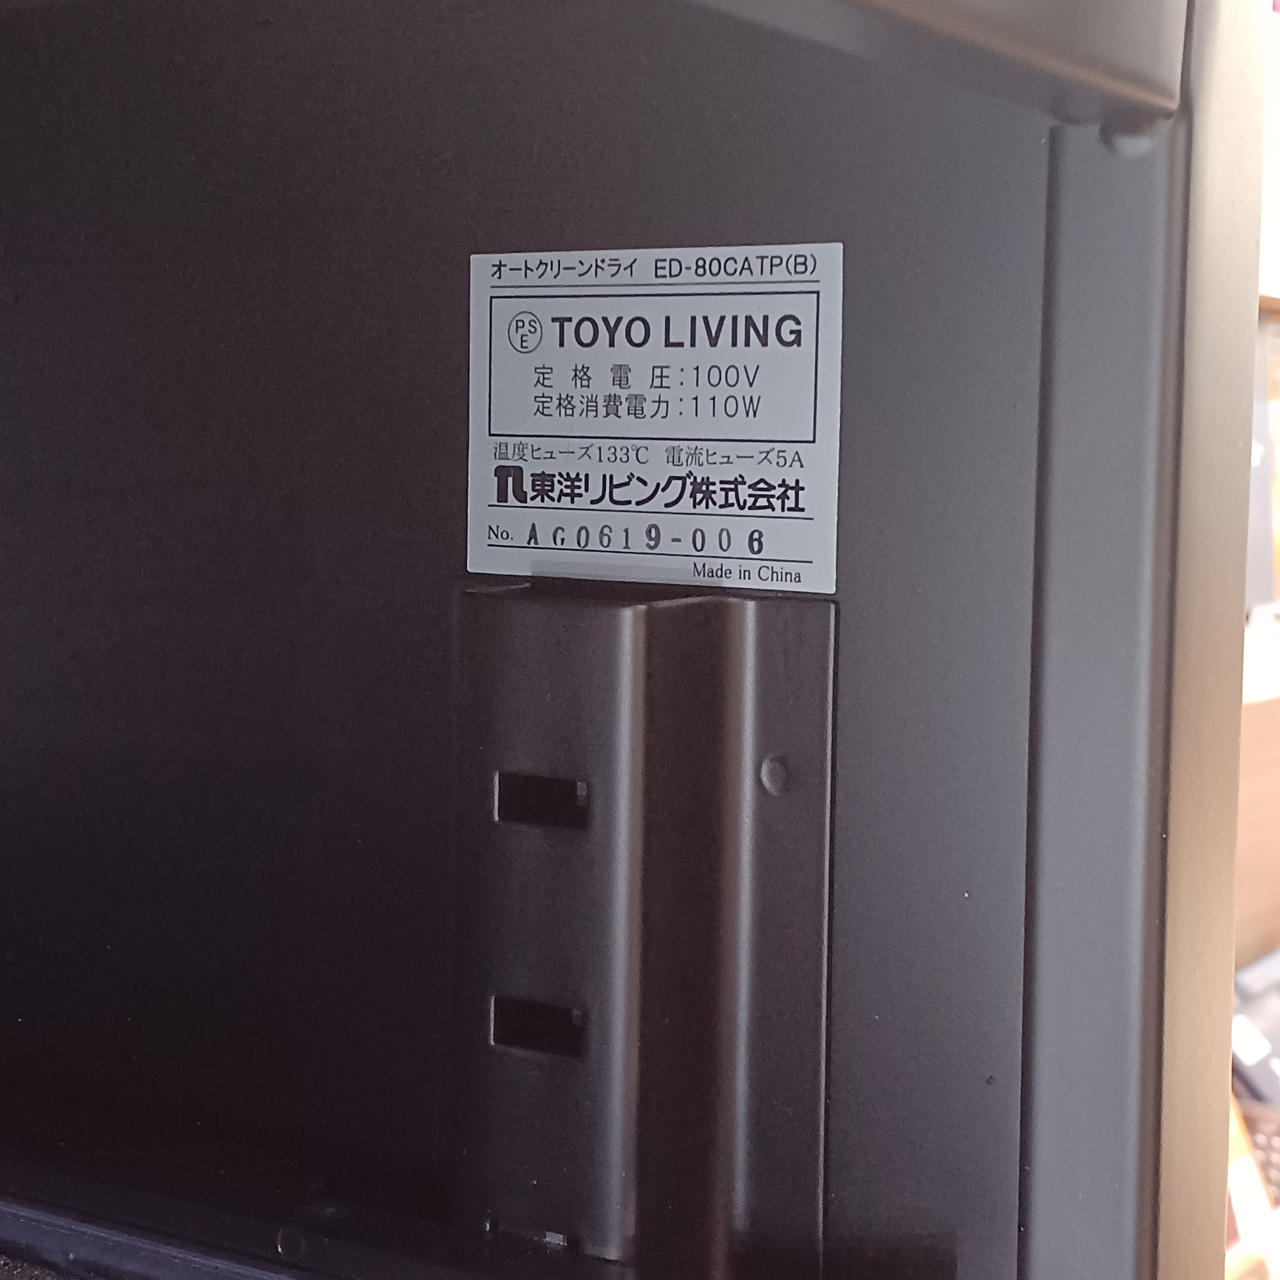 オートクリーンドライ ED-80CATP(B)
PSE TOYO LIVING
定格電圧:100V
定格消費電力:110W
温度ヒューズ133℃ 電流ヒューズ5A
東洋リビング株式会社
No. AG0619-006
Made in China